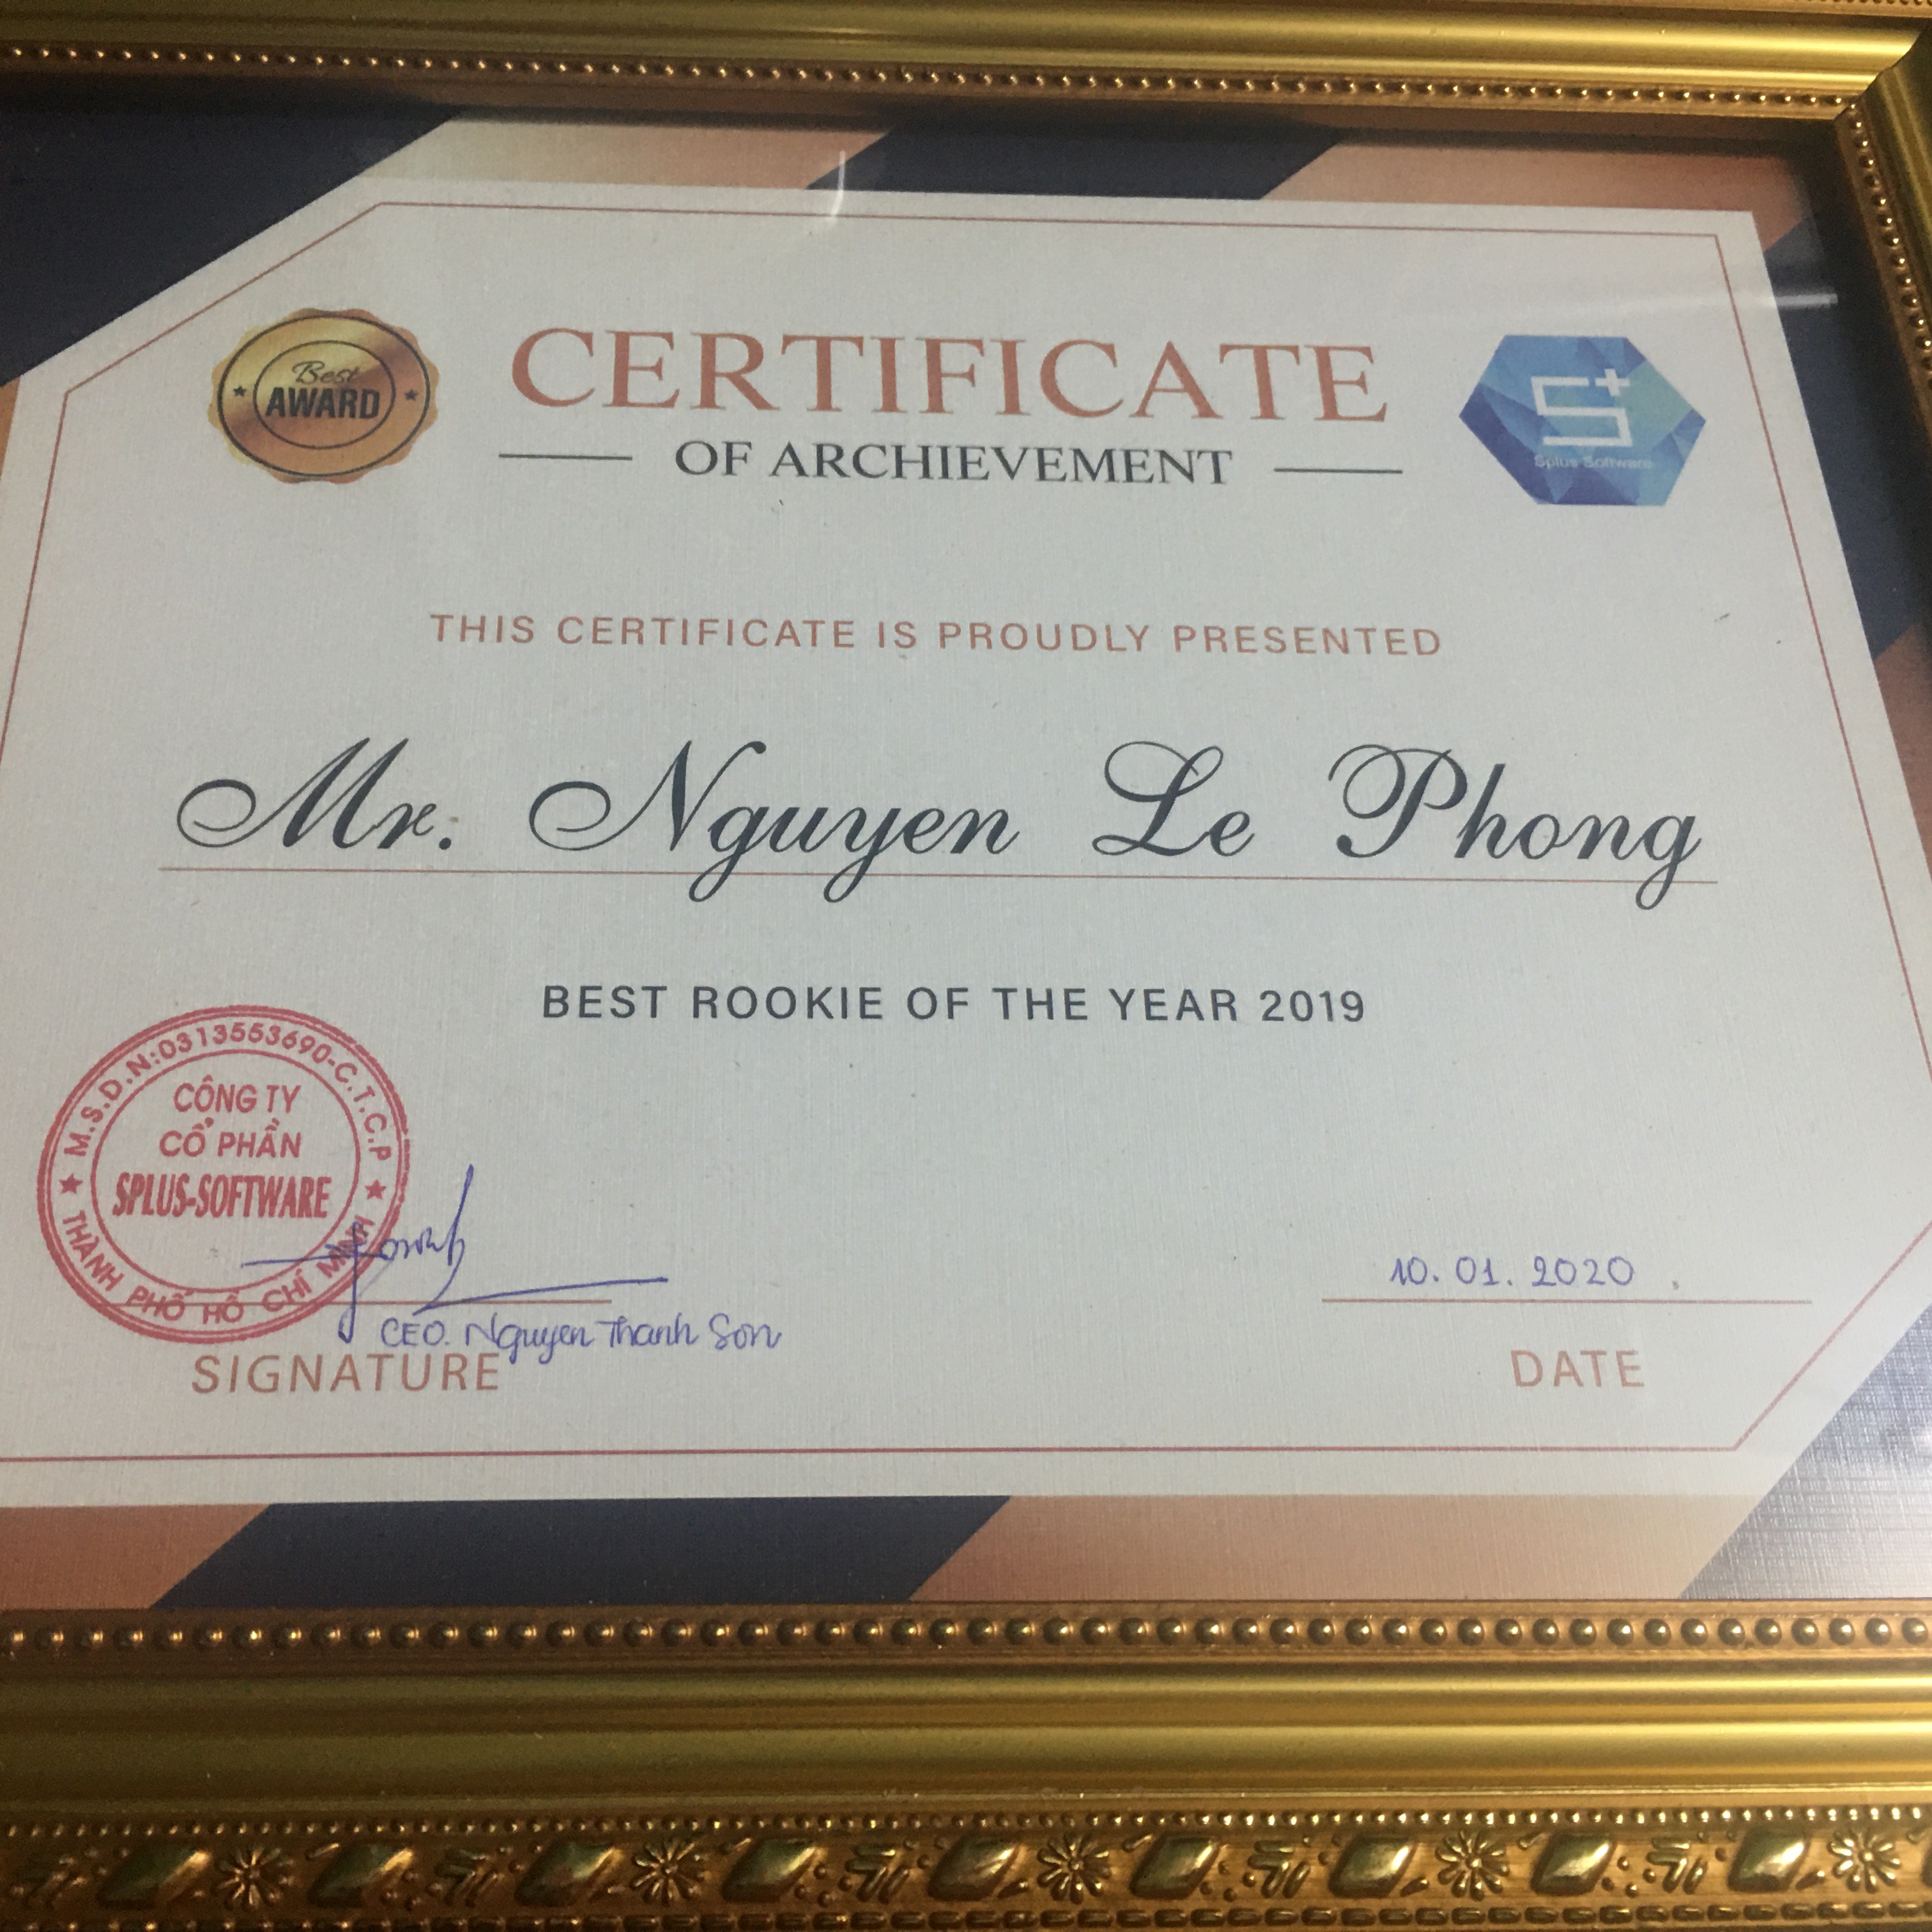 Best
AWARD
CERTIFICATE
OF ARCHIEVEMENT
Splus Software
THIS CERTIFICATE IS PROUDLY PRESENTED
Mr. Nguyen Le Phong
BEST ROOKIE OF THE YEAR 2019
M.S.D.N:0313553690-C.T.C.P
CÔNG TY
CỔ PHẦN
SPLUS-SOFTWARE
THÀNH PHỐ HỒ CHÍ MINH
10.01.2020.
CEO. Nguyen Thanh Son
SIGNATURE
DATE